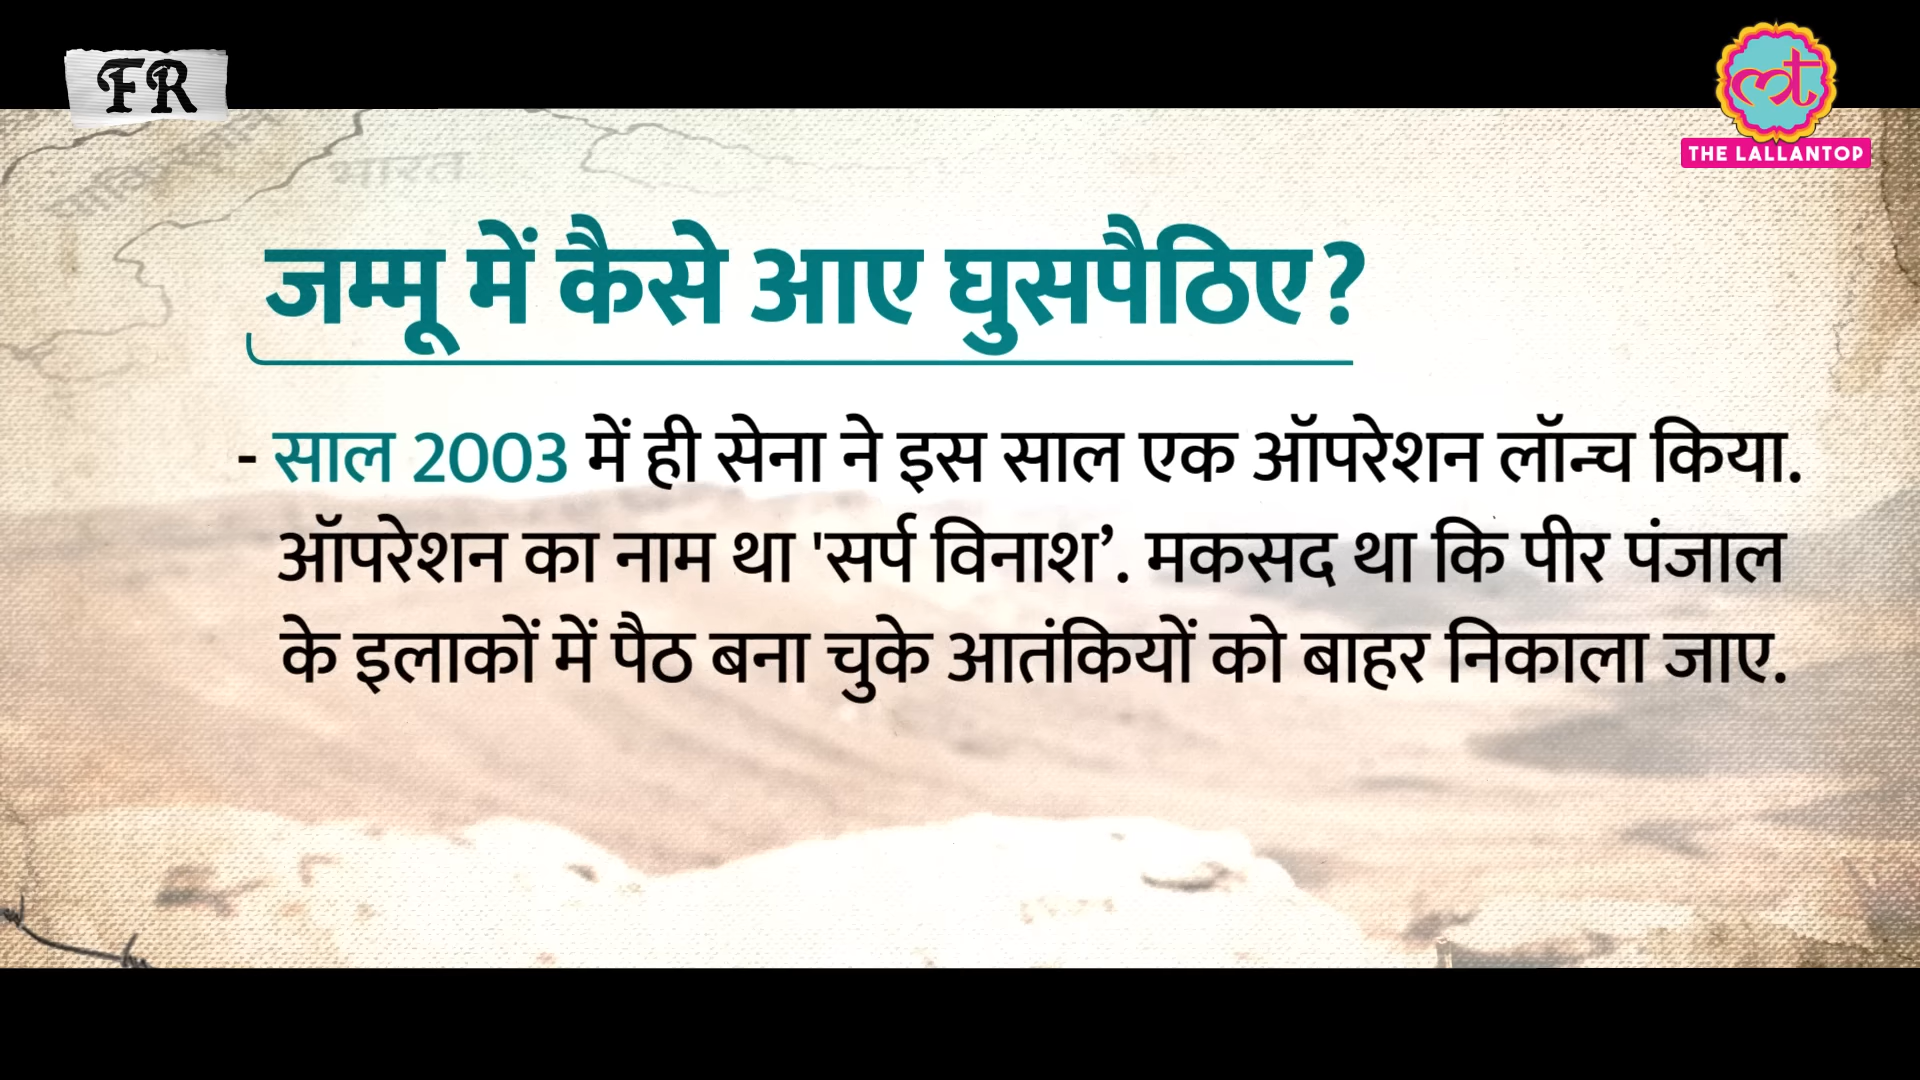 FR
THE LALLANTOP
पाकिस्तान
भारत
जम्मू में कैसे आए घुसपैठिए?
- साल 2003 में ही सेना ने इस साल एक ऑपरेशन लॉन्च किया.
ऑपरेशन का नाम था 'सर्प विनाश’. मकसद था कि पीर पंजाल
के इलाकों में पैठ बना चुके आतंकियों को बाहर निकाला जाए.